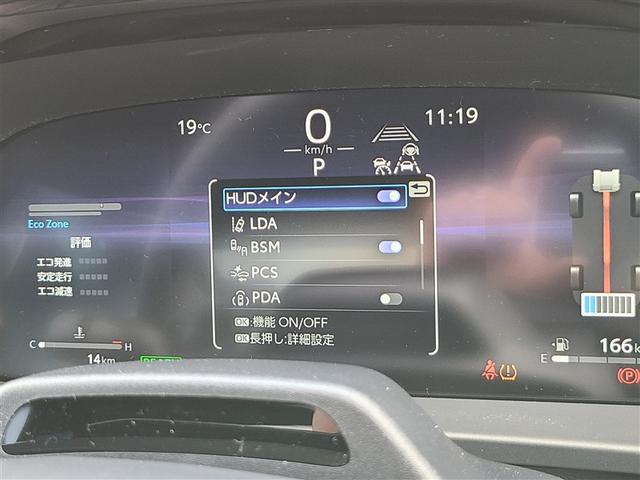 19℃
0
km/h
P
11:19
HUDメイン
LDA
BSM
PCS
PDA
OK:機能 ON/OFF
OK長押し:詳細設定
Eco Zone
評価
エコ発進
安定走行
エコ減速
C H
14km
E
166k
(P)